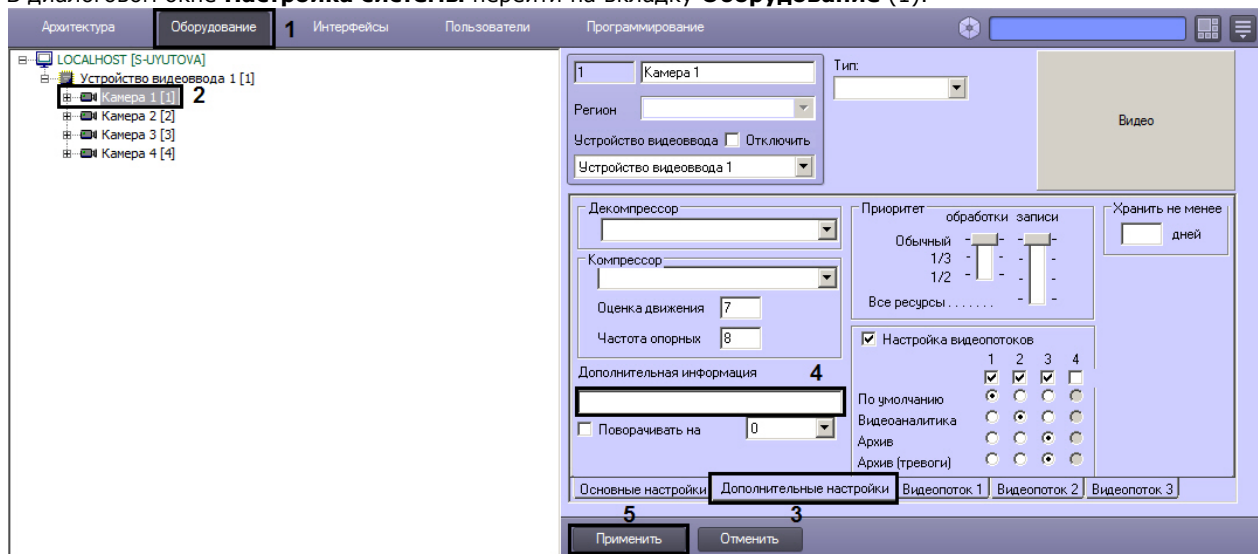 В диалоговом окне Настройка системы перейти на вкладку Оборудование (1).
Архитектура Оборудование 1 Интерфейсы Пользователи Программирование
LOCALHOST [S-UYUTOVA]
Устройство видеоввода 1 [1]
Камера 1 [1] 2
Камера 2 [2]
Камера 3 [3]
Камера 4 [4]
1 Камера 1
Тип:
Регион
Устройство видеоввода Отключить
Устройство видеоввода 1
Видео
Декомпрессор
Компрессор
Оценка движения 7
Частота опорных 8
Дополнительная информация 4
Поворачивать на 0
Приоритет
обработки записи
Обычный
1/3
1/2
Все ресурсы . . . . . . .
Хранить не менее
дней
Настройка видеопотоков
1 2 3 4
По умолчанию
Видеоаналитика
Архив
Архив (тревоги)
Основные настройки Дополнительные настройки Видеопоток 1 Видеопоток 2 Видеопоток 3
5 3
Применить Отменить